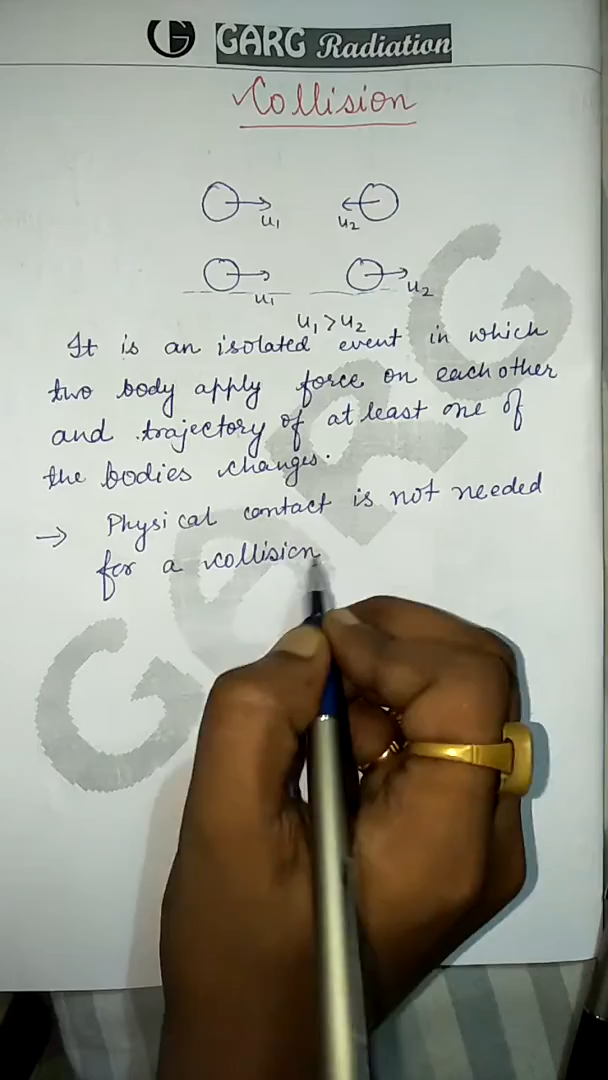 G GARG Radiation
Collision
u₁ u₂
u₁ u₂
u₁ > u₂
It is an isolated event in which
two body apply force on each other
and trajectory of at least one of
the bodies changes.
→ Physical contact is not needed
for a collision
GARG